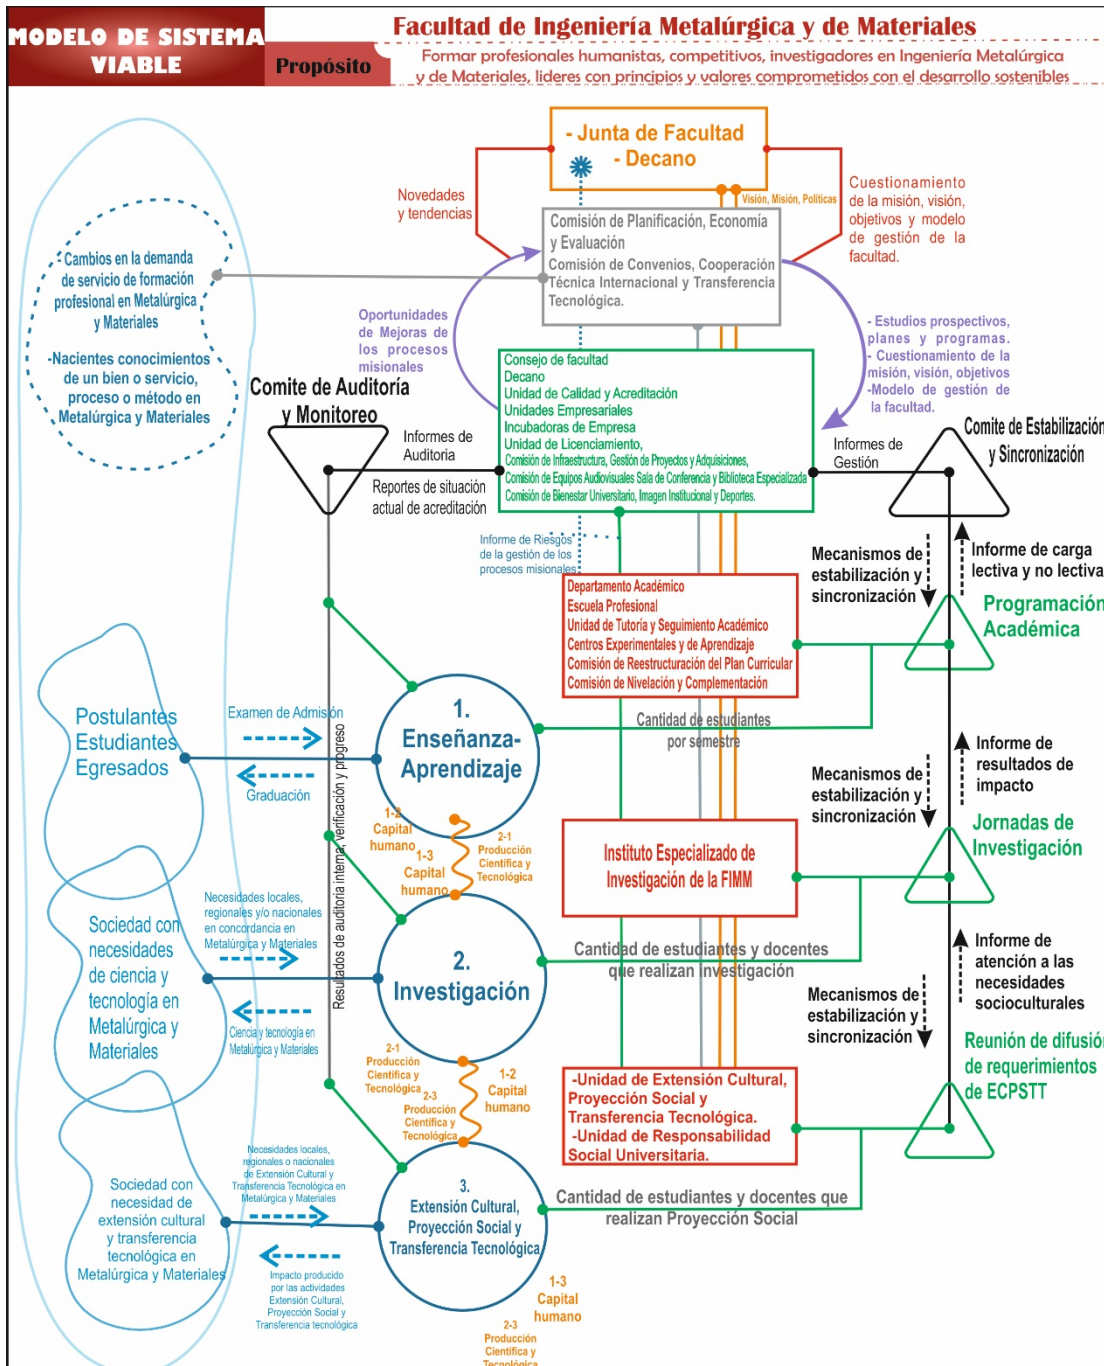 MODELO DE SISTEMA
VIABLE
Propósito
Facultad de Ingeniería Metalúrgica y de Materiales
Formar profesionales humanistas, competitivos, investigadores en Ingeniería Metalúrgica
y de Materiales, lideres con principios y valores comprometidos con el desarrollo sostenibles
- Junta de Facultad
- Decano
Novedades
y tendencias
Visión, Misión, Políticas
Cuestionamiento
de la misión, visión,
objetivos y modelo
de gestión de la
facultad.
Comisión de Planificación, Economía
y Evaluación
Comisión de Convenios, Cooperación
Técnica Internacional y Transferencia
Tecnológica.
- Cambios en la demanda
de servicio de formación
profesional en Metalúrgica
y Materiales
-Nacientes conocimientos
de un bien o servicio,
proceso o método en
Metalúrgica y Materiales
Oportunidades
de Mejoras de
los procesos
misionales
- Estudios prospectivos,
planes y programas.
- Cuestionamiento de la
misión, visión, objetivos
-Modelo de gestión de
la facultad.
Consejo de facultad
Decano
Unidad de Calidad y Acreditación
Unidades Empresariales
Incubadoras de Empresa
Unidad de Licenciamiento,
Comisión de Infraestructura, Gestión de Proyectos y Adquisiciones,
Comisión de Equipos Audiovisuales Sala de Conferencia y Biblioteca Especializada
Comisión de Bienestar Universitario, Imagen Institucional y Deportes.
Comite de Auditoría
y Monitoreo
Informes de
Auditoria
Reportes de situación
actual de acreditación
Informes de
Gestión
Comite de Estabilización
y Sincronización
Informe de Riesgos
de la gestión de los
procesos misionales
Mecanismos de
estabilización y
sincronización
Informe de carga
lectiva y no lectiva
Departamento Académico
Escuela Profesional
Unidad de Tutoría y Seguimiento Académico
Centros Experimentales y de Aprendizaje
Comisión de Reestructuración del Plan Curricular
Comisión de Nivelación y Complementación
Programación
Académica
Postulantes
Estudiantes
Egresados
Examen de Admisión
Graduación
Resultados de auditoria interna, verificación y progreso
1.
Enseñanza-
Aprendizaje
Cantidad de estudiantes
por semestre
Mecanismos de
estabilización y
sincronización
Informe de
resultados de
impacto
1-2
Capital
humano
1-3
Capital
humano
2-1
Producción
Científica y
Tecnológica
Instituto Especializado de
Investigación de la FIMM
Jornadas de
Investigación
Sociedad con
necesidades
de ciencia y
tecnología en
Metalúrgica y
Materiales
Necesidades locales,
regionales y/o nacionales
en concordancia en
Metalúrgica y Materiales
Ciencia y tecnología en
Metalúrgica y Materiales
2.
Investigación
Cantidad de estudiantes y docentes
que realizan investigación
Mecanismos de
estabilización y
sincronización
Informe de
atención a las
necesidades
socioculturales
2-1
Producción
Científica y
Tecnológica
2-3
Producción
Científica y
Tecnológica
1-2
Capital
humano
-Unidad de Extensión Cultural,
Proyección Social y
Transferencia Tecnológica.
-Unidad de Responsabilidad
Social Universitaria.
Reunión de difusión
de requerimientos
de ECPSTT
Sociedad con
necesidad de
extensión cultural
y transferencia
tecnológica en
Metalúrgica y Materiales
Necesidades locales,
regionales o nacionales
de Extensión Cultural y
Transferencia Tecnológica en
Metalúrgica y Materiales
Impacto producido
por las actividades
Extensión Cultural,
Proyección Social y
Transferencia tecnológica
3.
Extensión Cultural,
Proyección Social y
Transferencia Tecnológica
Cantidad de estudiantes y docentes que
realizan Proyección Social
1-3
Capital
humano
2-3
Producción
Científica y
Tecnológica